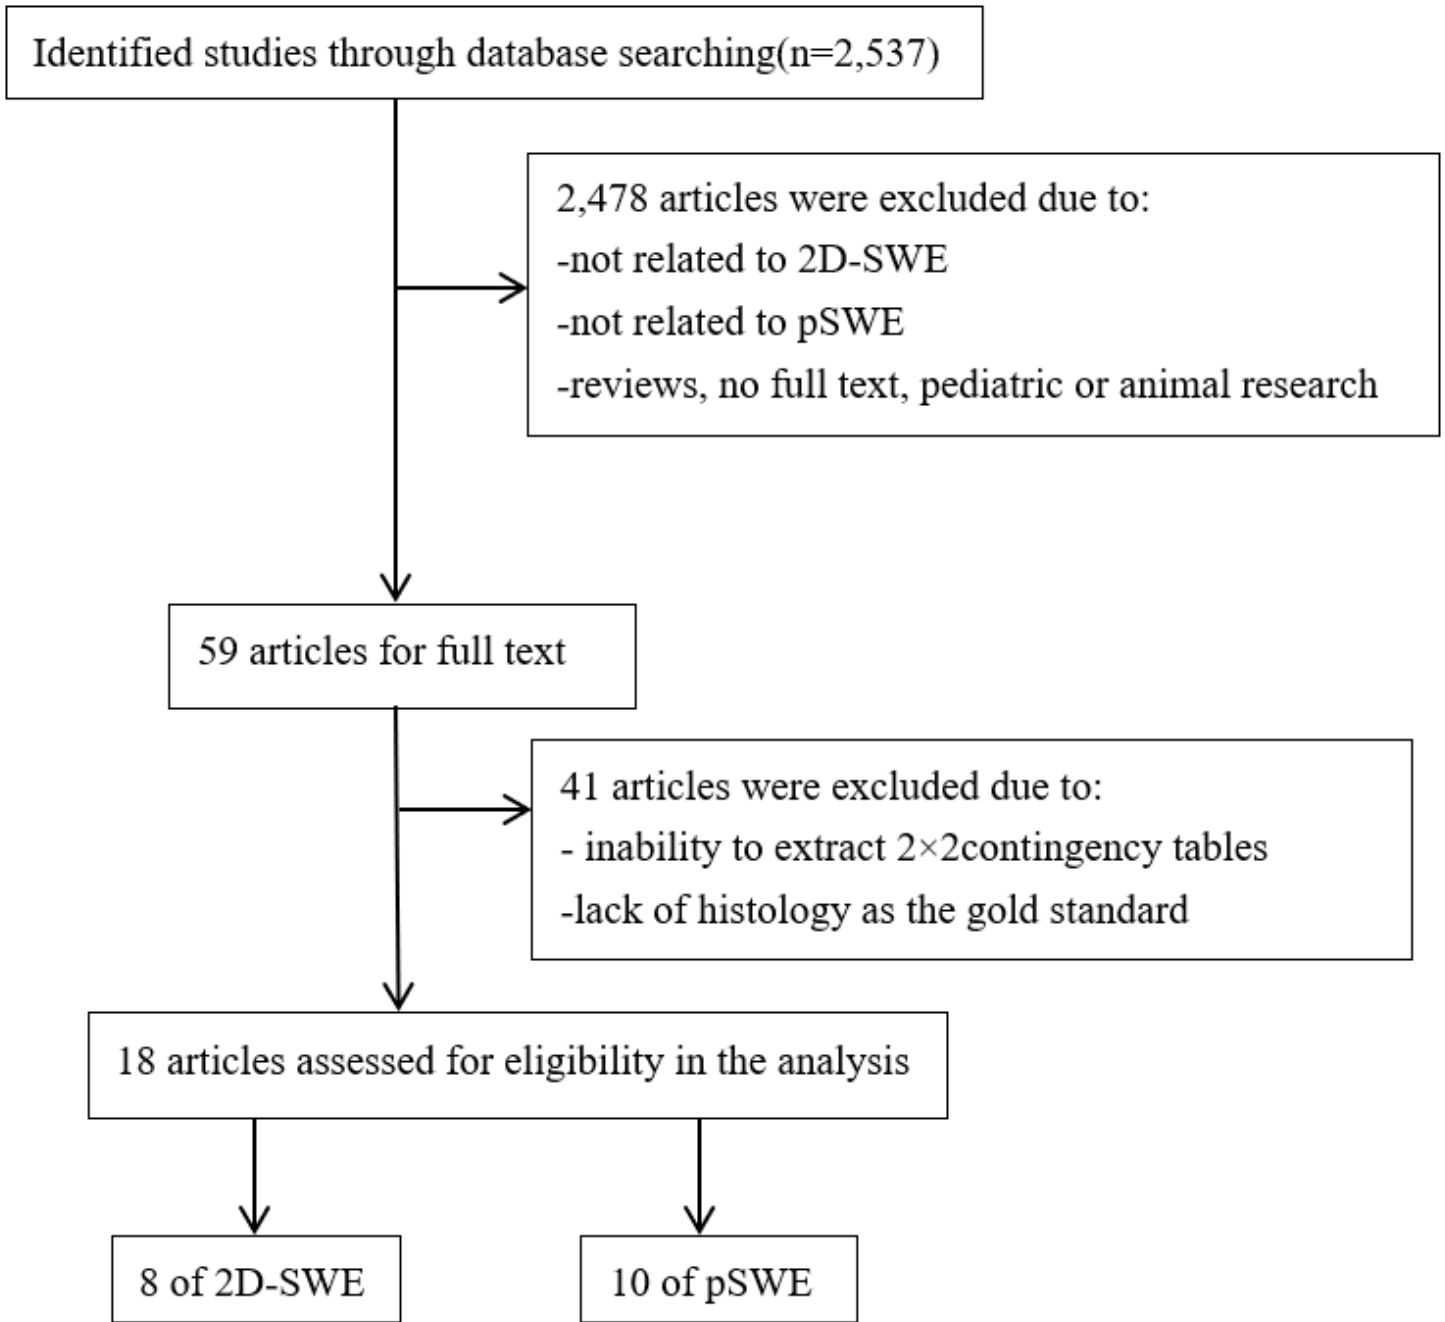 Identified studies through database searching(n=2,537)
2,478 articles were excluded due to:
-not related to 2D-SWE
-not related to pSWE
-reviews, no full text, pediatric or animal research
59 articles for full text
41 articles were excluded due to:
- inability to extract 2×2contingency tables
-lack of histology as the gold standard
18 articles assessed for eligibility in the analysis
8 of 2D-SWE
10 of pSWE